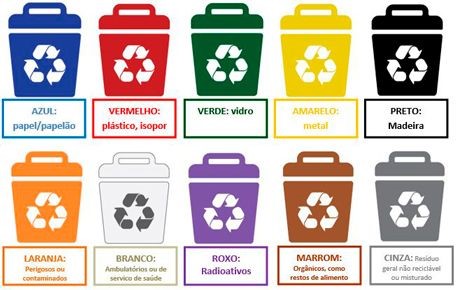 AZUL:
papel/papelão
VERMELHO:
plástico, isopor
VERDE: vidro
AMARELO:
metal
PRETO:
Madeira
LARANJA:
Perigosos ou
contaminados
BRANCO:
Ambulatórios ou de
serviço de saúde
ROXO:
Radioativos
MARROM:
Orgânicos, como
restos de alimento
CINZA: Resíduo
geral não reciclável
ou misturado